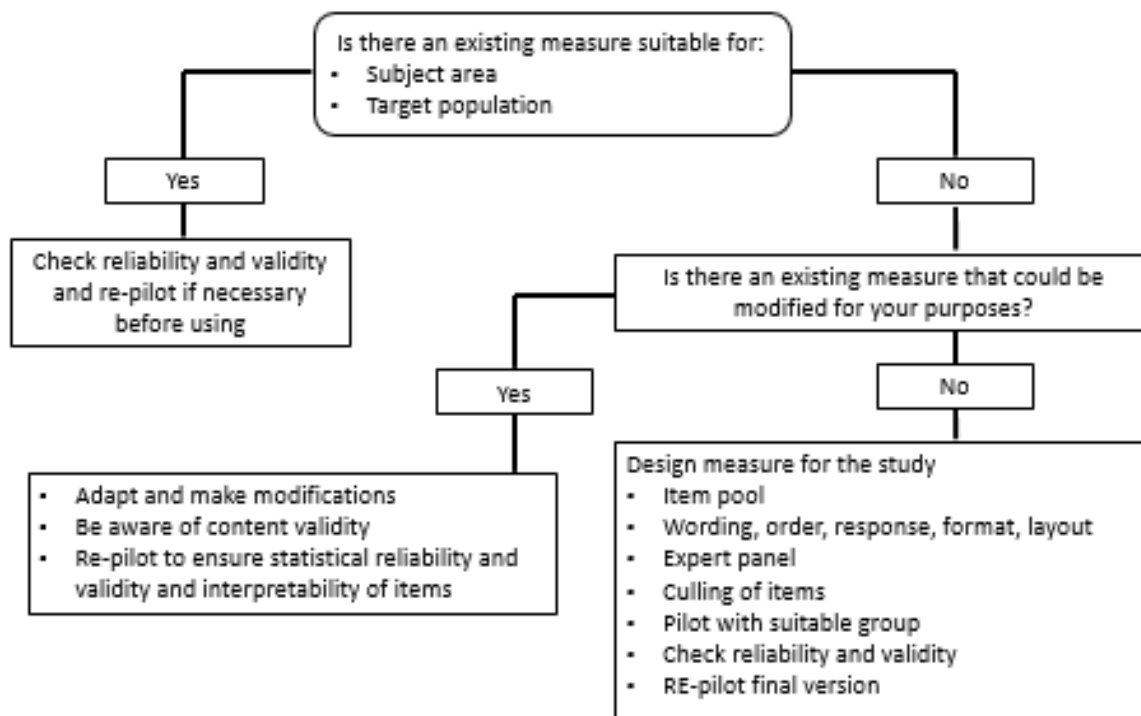 Is there an existing measure suitable for:
▪ Subject area
▪ Target population
Yes
No
Check reliability and validity
and re-pilot if necessary
before using
Is there an existing measure that could be
modified for your purposes?
Yes
No
▪ Adapt and make modifications
▪ Be aware of content validity
▪ Re-pilot to ensure statistical reliability and
validity and interpretability of items
Design measure for the study
▪ Item pool
▪ Wording, order, response, format, layout
▪ Expert panel
▪ Culling of items
▪ Pilot with suitable group
▪ Check reliability and validity
▪ RE-pilot final version